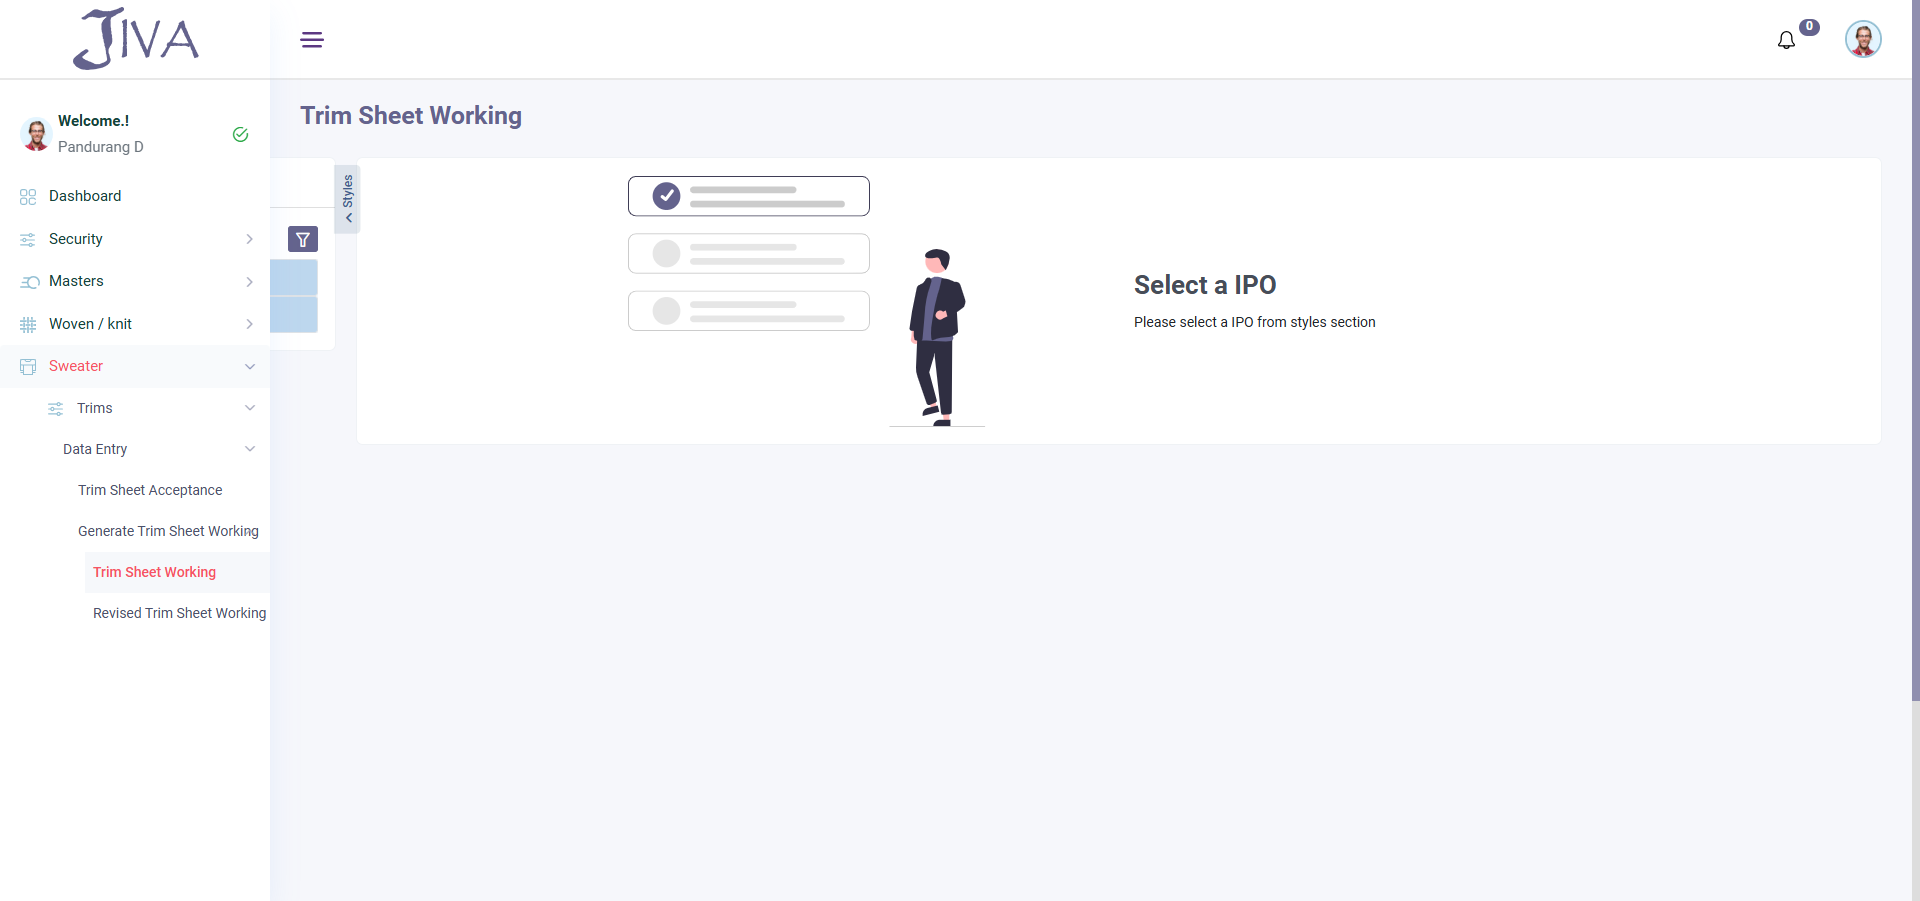 JIVA
0
Welcome.!
Pandurang D
Dashboard
Security
Masters
Woven / knit
Sweater
Trims
Data Entry
Trim Sheet Acceptance
Generate Trim Sheet Working
Trim Sheet Working
Revised Trim Sheet Working
Trim Sheet Working
Styles
Select a IPO
Please select a IPO from styles section